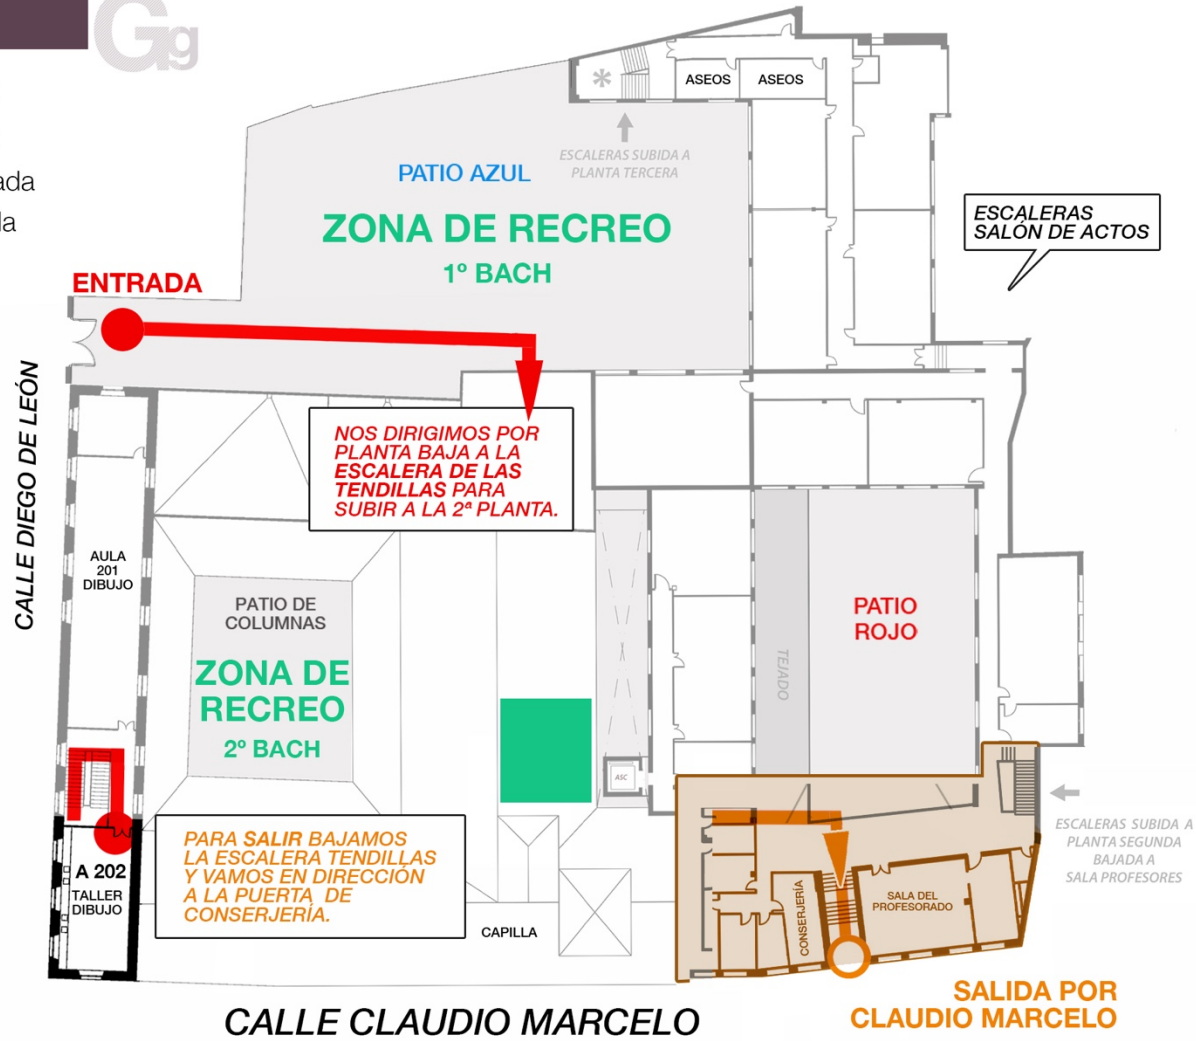 Gg
ada
la
ASEOS
ASEOS
ESCALERAS SUBIDA A
PLANTA TERCERA
PATIO AZUL
ZONA DE RECREO
1º BACH
ESCALERAS
SALÓN DE ACTOS
ENTRADA
CALLE DIEGO DE LEÓN
NOS DIRIGIMOS POR
PLANTA BAJA A LA
ESCALERA DE LAS
TENDILLAS PARA
SUBIR A LA 2ª PLANTA.
AULA
201
DIBUJO
PATIO DE
COLUMNAS
ZONA DE
RECREO
2º BACH
PATIO
ROJO
TEJADO
ASC
ESCALERAS SUBIDA A
PLANTA SEGUNDA
BAJADA A
SALA PROFESORES
PARA SALIR BAJAMOS
LA ESCALERA TENDILLAS
Y VAMOS EN DIRECCIÓN
A LA PUERTA DE
CONSERJERÍA.
A 202
TALLER
DIBUJO
CAPILLA
CONSERJERÍA
SALA DEL
PROFESORADO
SALIDA POR
CLAUDIO MARCELO
CALLE CLAUDIO MARCELO